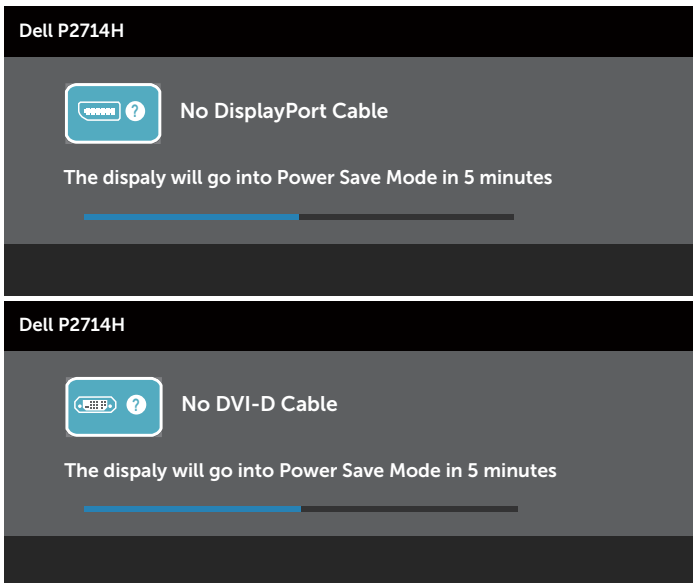 Dell P2714H
No DisplayPort Cable
The dispaly will go into Power Save Mode in 5 minutes
Dell P2714H
No DVI-D Cable
The dispaly will go into Power Save Mode in 5 minutes